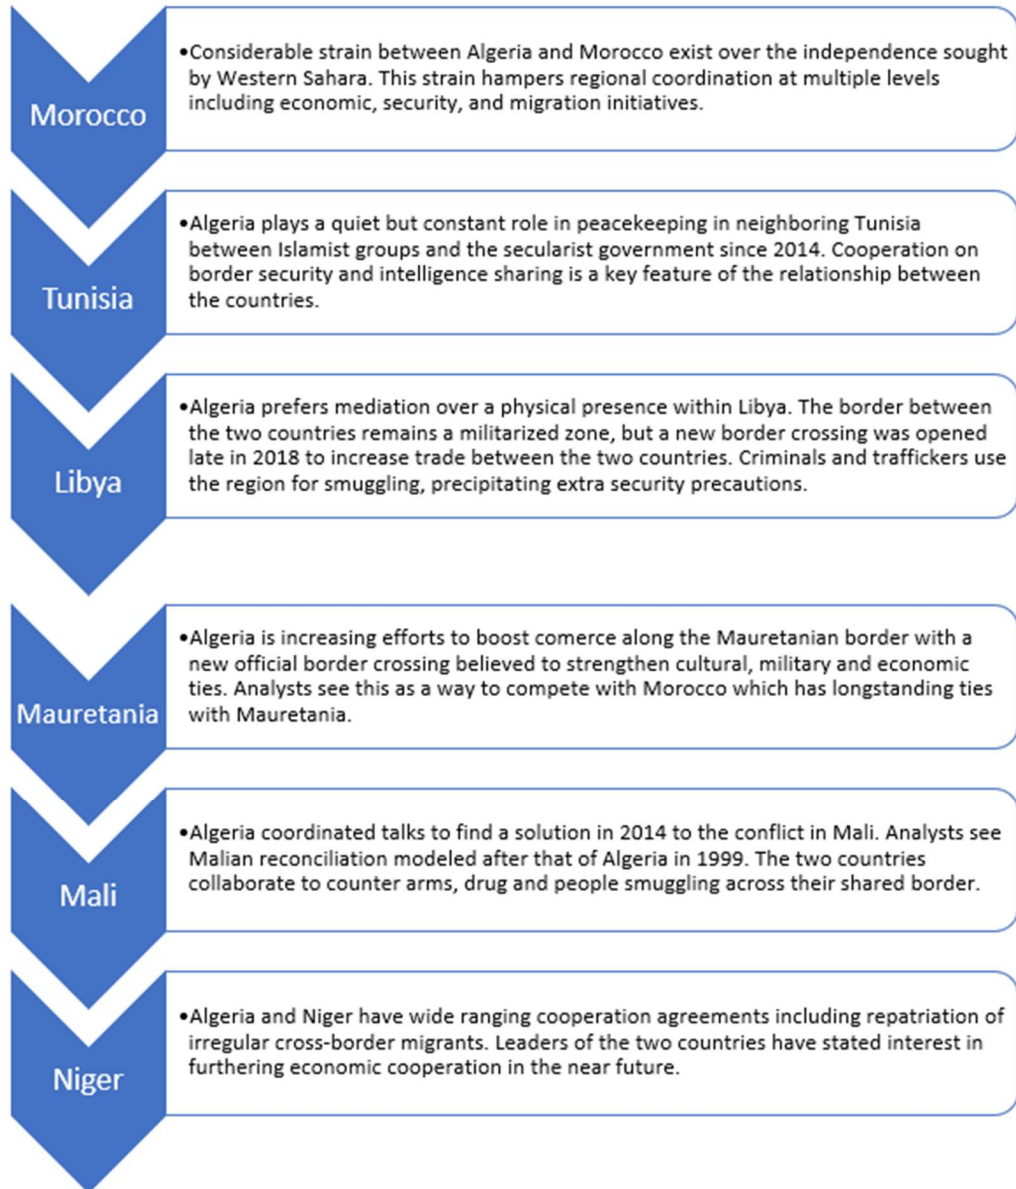 Morocco
•Considerable strain between Algeria and Morocco exist over the independence sought
by Western Sahara. This strain hampers regional coordination at multiple levels
including economic, security, and migration initiatives.
Tunisia
•Algeria plays a quiet but constant role in peacekeeping in neighboring Tunisia
between Islamist groups and the secularist government since 2014. Cooperation on
border security and intelligence sharing is a key feature of the relationship between
the countries.
Libya
•Algeria prefers mediation over a physical presence within Libya. The border between
the two countries remains a militarized zone, but a new border crossing was opened
late in 2018 to increase trade between the two countries. Criminals and traffickers use
the region for smuggling, precipitating extra security precautions.
Mauretania
•Algeria is increasing efforts to boost comerce along the Mauretanian border with a
new official border crossing believed to strengthen cultural, military and economic
ties. Analysts see this as a way to compete with Morocco which has longstanding ties
with Mauretania.
Mali
•Algeria coordinated talks to find a solution in 2014 to the conflict in Mali. Analysts see
Malian reconciliation modeled after that of Algeria in 1999. The two countries
collaborate to counter arms, drug and people smuggling across their shared border.
Niger
•Algeria and Niger have wide ranging cooperation agreements including repatriation of
irregular cross-border migrants. Leaders of the two countries have stated interest in
furthering economic cooperation in the near future.